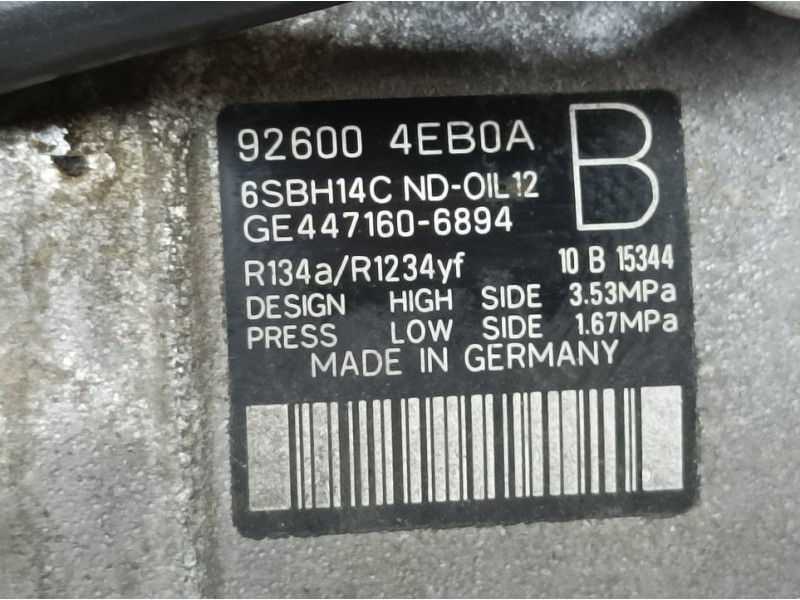 92600 4EB0A
B
6SBH14C ND-OIL12
GE447160-6894
R134a/R1234yf 10 B 15344
DESIGN HIGH SIDE 3.53MPa
PRESS LOW SIDE 1.67MPa
MADE IN GERMANY